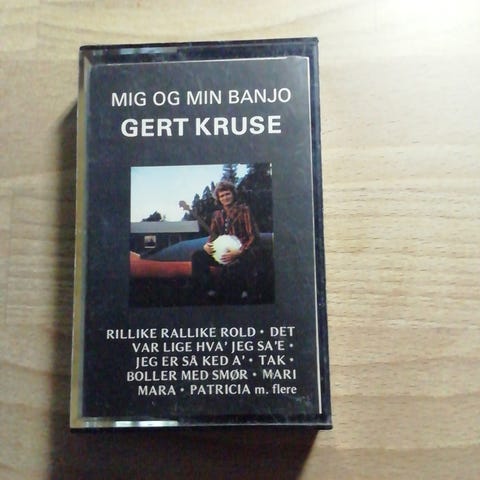 MIG OG MIN BANJO
GERT KRUSE
RILLIKE RALLIKE ROLD • DET
VAR LIGE HVA' JEG SA'E •
JEG ER SÅ KED A' • TAK •
BOLLER MED SMØR • MARI
MARA • PATRICIA m. flere